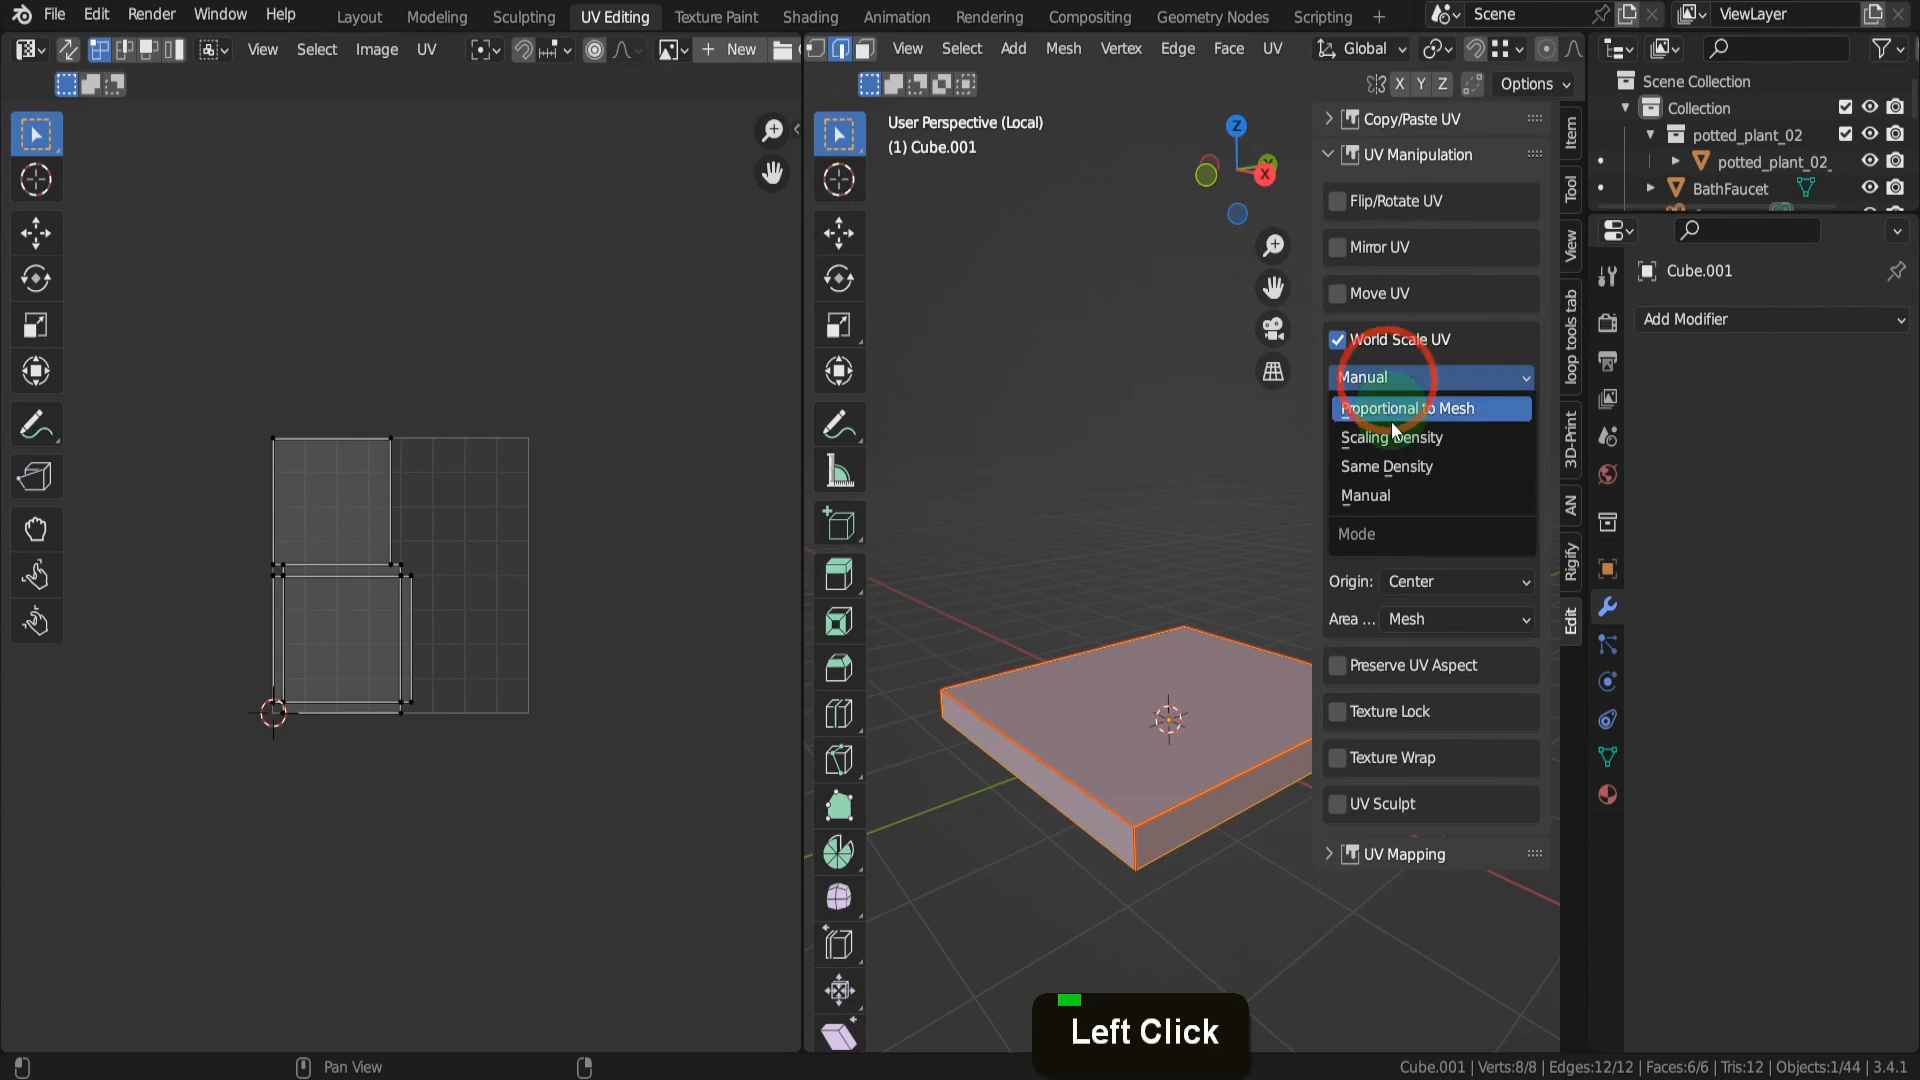 File Edit Render Window Help Layout Modeling Sculpting UV Editing Texture Paint Shading Animation Rendering Compositing Geometry Nodes Scripting + Scene ViewLayer
View Select Image UV New
View Select Add Mesh Vertex Edge Face UV Global
X Y Z Options
Scene Collection
Collection
potted_plant_02
potted_plant_02_
BathFaucet
User Perspective (Local)
(1) Cube.001
Z
X
Copy/Paste UV
UV Manipulation
Flip/Rotate UV
Mirror UV
Move UV
World Scale UV
Manual
Proportional to Mesh
Scaling Density
Same Density
Manual
Mode
Origin: Center
Area ... Mesh
Preserve UV Aspect
Texture Lock
Texture Wrap
UV Sculpt
UV Mapping
Item
Tool
View
loop tools tab
3D-Print
AN
Rigify
Edit
Cube.001
Add Modifier
Left Click
Pan View
Cube.001 | Verts:8/8 | Edges:12/12 | Faces:6/6 | Tris:12 | Objects:1/44 | 3.4.1